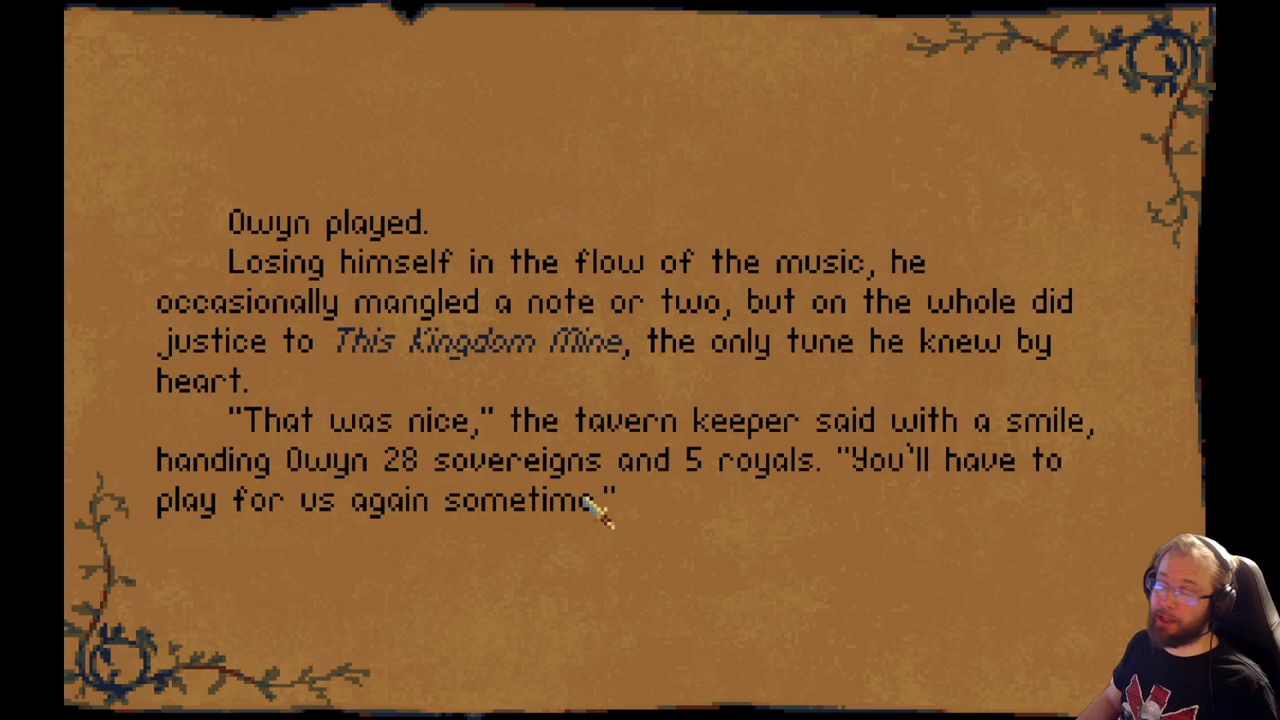 Owyn played.
Losing himself in the flow of the music, he
occasionally mangled a note or two, but on the whole did
justice to This Kingdom Mine, the only tune he knew by
heart.
"That was nice," the tavern keeper said with a smile,
handing Owyn 28 sovereigns and 5 royals. "You'll have to
play for us again sometime."